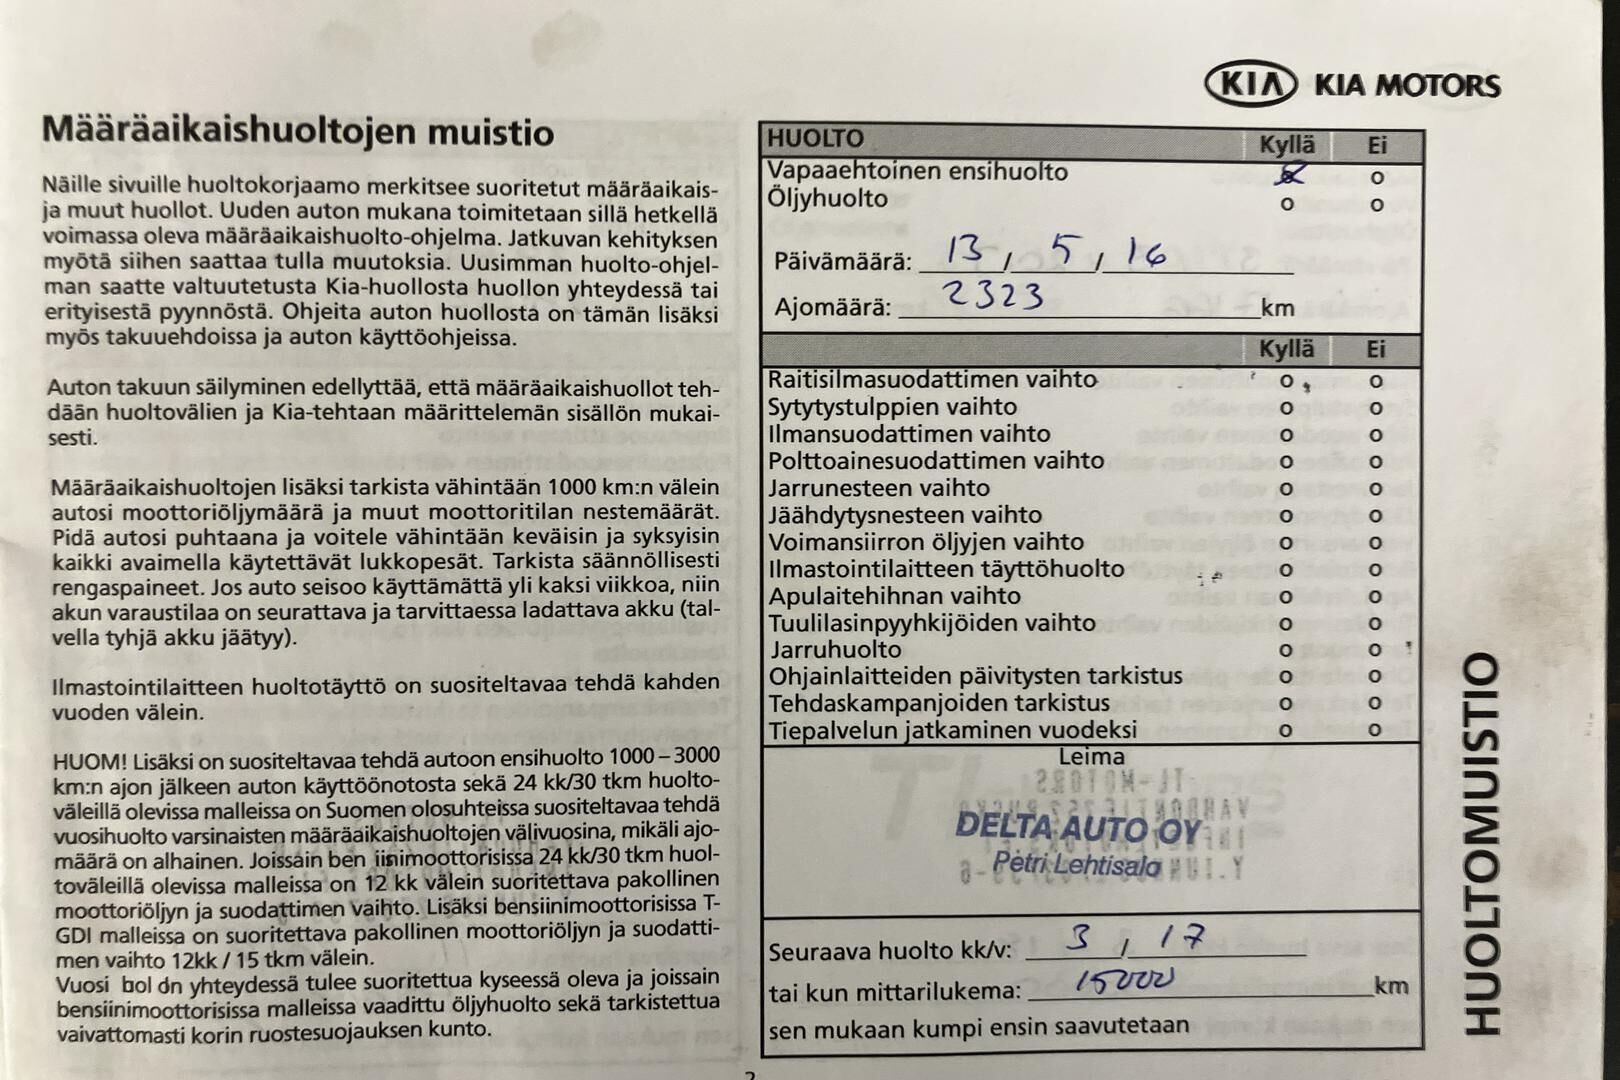 Määräaikaishuoltojen muistio
Näille sivuille huoltokorjaamo merkitsee suoritetut määräaikais-
ja muut huollot. Uuden auton mukana toimitetaan sillä hetkellä
voimassa oleva määräaikaishuolto-ohjelma. Jatkuvan kehityksen
myötä siihen saattaa tulla muutoksia. Uusimman huolto-ohjel-
man saatte valtuutetusta Kia-huollosta huollon yhteydessä tai
erityisestä pyynnöstä. Ohjeita auton huollosta on tämän lisäksi
myös takuuehdoissa ja auton käyttöohjeissa.
Auton takuun säilyminen edellyttää, että määräaikaishuollot teh-
dään huoltovälien ja Kia-tehtaan määrittelemän sisällön mukai-
sesti.
Määräaikaishuoltojen lisäksi tarkista vähintään 1000 km:n välein
autosi moottoriöljymäärä ja muut moottoritilan nestemäärät.
Pidä autosi puhtaana ja voitele vähintään keväisin ja syksyisin
kaikki avaimella käytettävät lukkopesät. Tarkista säännöllisesti
rengaspaineet. Jos auto seisoo käyttämättä yli kaksi viikkoa, niin
akun varaustilaa on seurattava ja tarvittaessa ladattava akku (tal-
vella tyhjä akku jäätyy).
Ilmastointilaitteen huoltotäyttö on suositeltavaa tehdä kahden
vuoden välein.
HUOM! Lisäksi on suositeltavaa tehdä autoon ensihuolto 1000 – 3000
km:n ajon jälkeen auton käyttöönotosta sekä 24 kk/30 tkm huolto-
väleillä olevissa malleissa on Suomen olosuhteissa suositeltavaa tehdä
vuosihuolto varsinaisten määräaikaishuoltojen välivuosina, mikäli ajo-
määrä on alhainen. Joissain ben iinimoottorisissa 24 kk/30 tkm huol-
toväleillä olevissa malleissa on 12 kk välein suoritettava pakollinen
moottoriöljyn ja suodattimen vaihto. Lisäksi bensiinimoottorisissa T-
GDI malleissa on suoritettava pakollinen moottoriöljyn ja suodatti-
men vaihto 12kk / 15 tkm välein.
Vuosi bol dn yhteydessä tulee suoritettua kyseessä oleva ja joissain
bensiinimoottorisissa malleissa vaadittu öljyhuolto sekä tarkistettua
vaivattomasti korin ruostesuojauksen kunto.
KIA KIA MOTORS
HUOLTO Kyllä Ei
Vapaaehtoinen ensihuolto o
Öljyhuolto o o
Päivämäärä: 13 / 5 / 16
Ajomäärä: 2323 km
Kyllä Ei
Raitisilmasuodattimen vaihto o o
Sytytystulppien vaihto o o
Ilmansuodattimen vaihto o o
Polttoainesuodattimen vaihto o o
Jarrunesteen vaihto o o
Jäähdytysnesteen vaihto o o
Voimansiirron öljyjen vaihto o o
Ilmastointilaitteen täyttöhuolto o o
Apulaitehihnan vaihto o o
Tuulilasinpyyhkijöiden vaihto o o
Jarruhuolto o o
Ohjainlaitteiden päivitysten tarkistus o o
Tehdaskampanjoiden tarkistus o o
Tiepalvelun jatkaminen vuodeksi o o
Leima
DELTA AUTO OY
Petri Lehtisalo
Seuraava huolto kk/v: 3 / 17
tai kun mittarilukema: 15000 km
sen mukaan kumpi ensin saavutetaan
HUOLTOMUISTIO